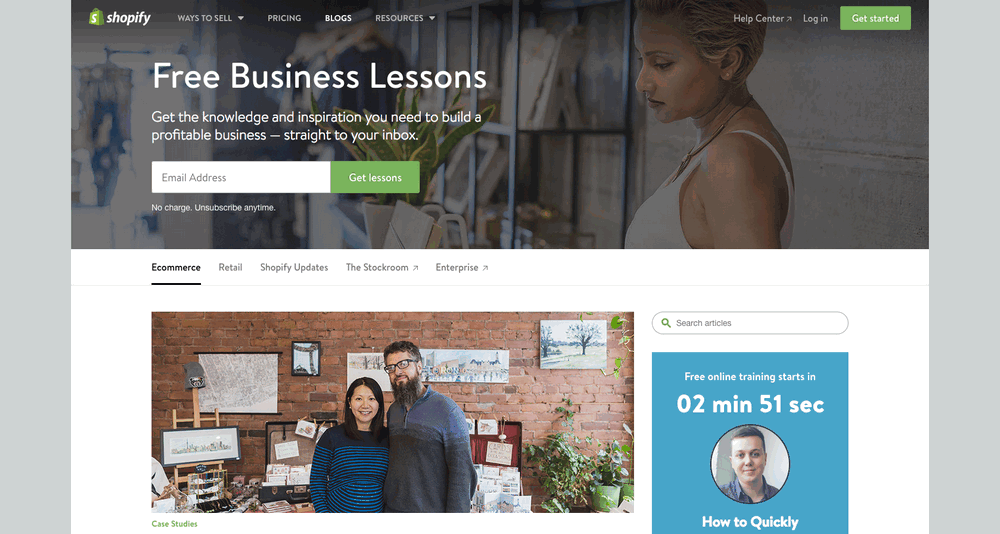 shopify
WAYS TO SELL
PRICING
BLOGS
RESOURCES
Help Center
Log in
Get started
Free Business Lessons
Get the knowledge and inspiration you need to build a
profitable business — straight to your inbox.
Email Address
Get lessons
No charge. Unsubscribe anytime.
Ecommerce
Retail
Shopify Updates
The Stockroom
Enterprise
Search articles
Free online training starts in
02 min 51 sec
How to Quickly
Case Studies